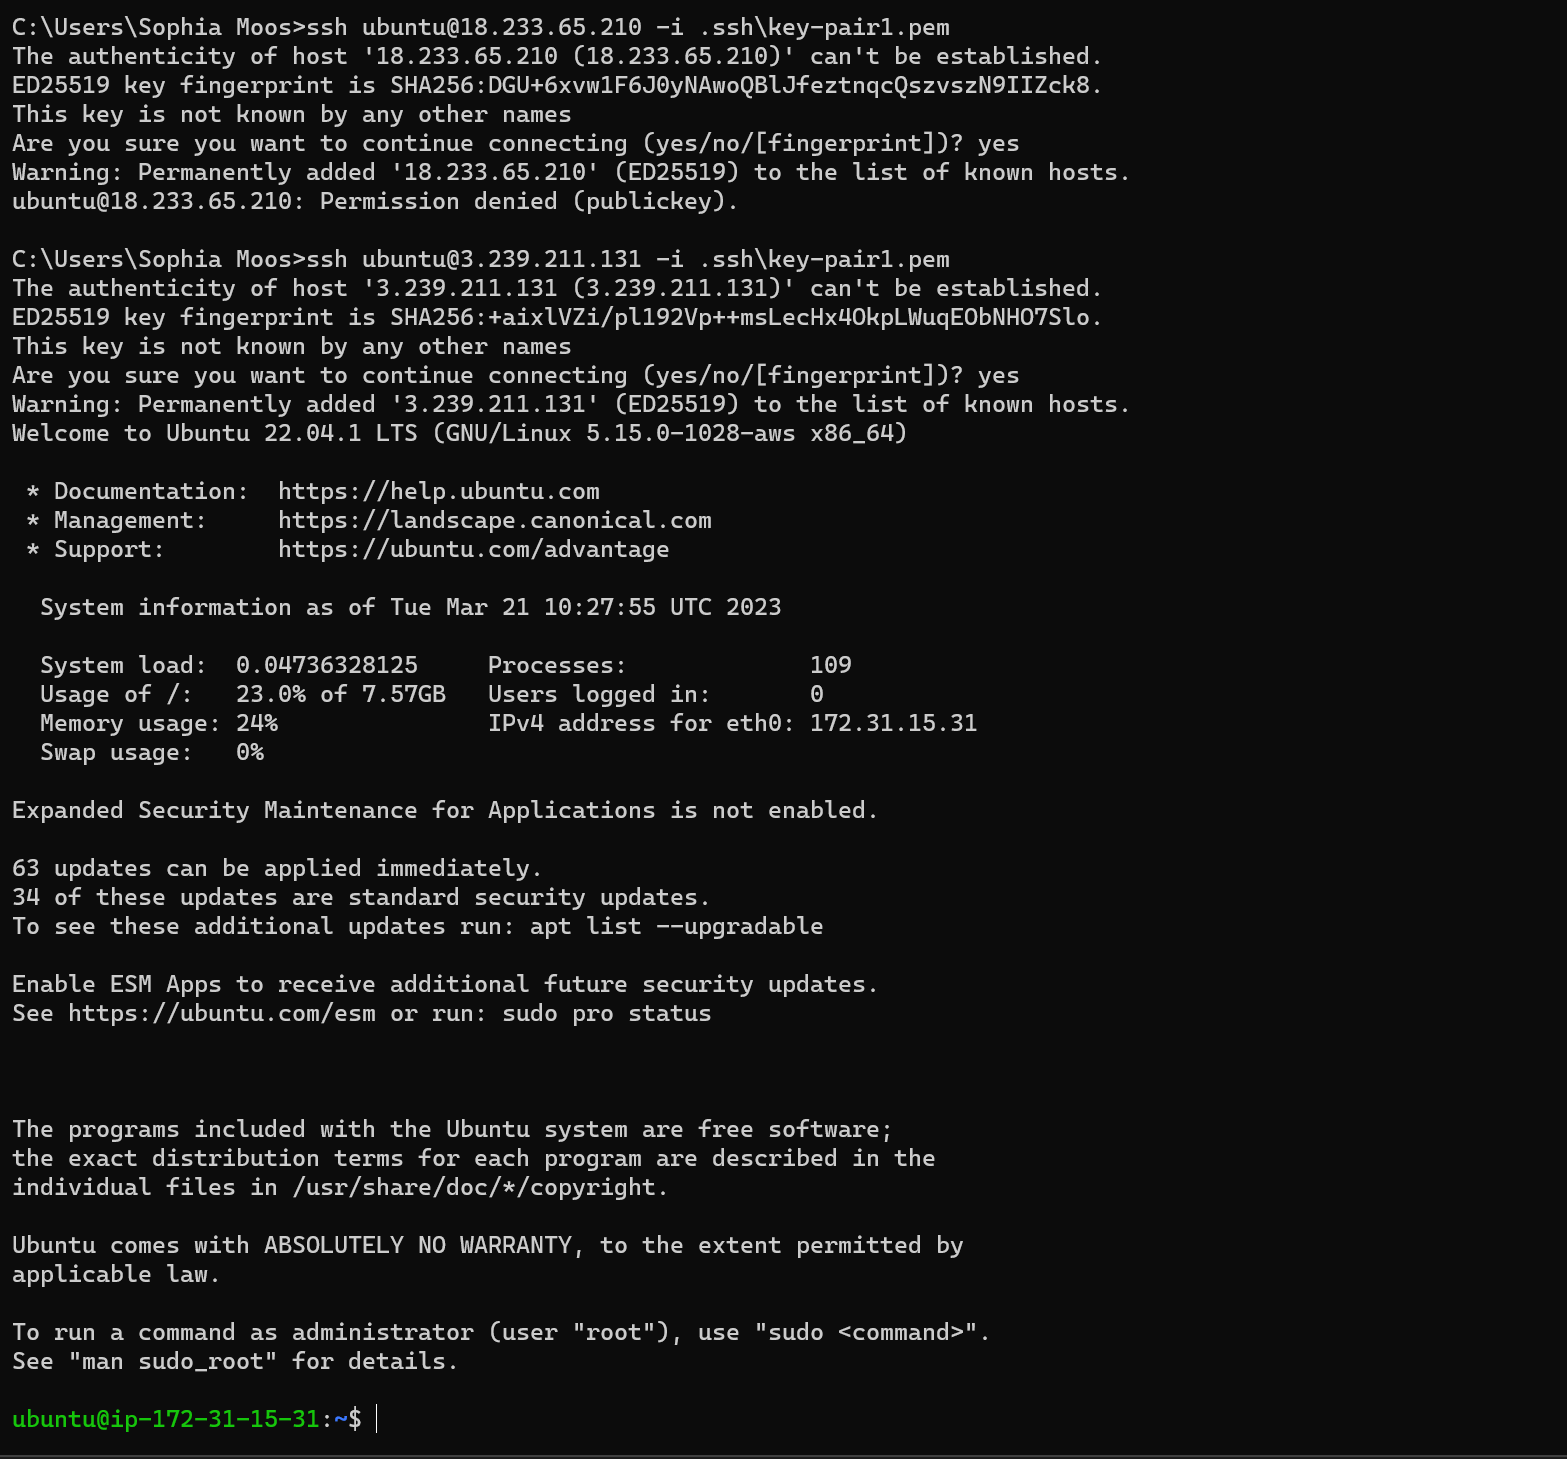 C:\Users\Sophia Moos>ssh ubuntu@18.233.65.210 -i .ssh\key-pair1.pem
The authenticity of host '18.233.65.210 (18.233.65.210)' can't be established.
ED25519 key fingerprint is SHA256:DGU+6xvw1F6J0yNAwoQBlJfeztnqcQszvszN9IIZck8.
This key is not known by any other names
Are you sure you want to continue connecting (yes/no/[fingerprint])? yes
Warning: Permanently added '18.233.65.210' (ED25519) to the list of known hosts.
ubuntu@18.233.65.210: Permission denied (publickey).

C:\Users\Sophia Moos>ssh ubuntu@3.239.211.131 -i .ssh\key-pair1.pem
The authenticity of host '3.239.211.131 (3.239.211.131)' can't be established.
ED25519 key fingerprint is SHA256:+aixlVZi/pl192Vp++msLecHx4OkpLWuqEObNHO7Slo.
This key is not known by any other names
Are you sure you want to continue connecting (yes/no/[fingerprint])? yes
Warning: Permanently added '3.239.211.131' (ED25519) to the list of known hosts.
Welcome to Ubuntu 22.04.1 LTS (GNU/Linux 5.15.0-1028-aws x86_64)

 * Documentation:  https://help.ubuntu.com
 * Management:     https://landscape.canonical.com
 * Support:        https://ubuntu.com/advantage

  System information as of Tue Mar 21 10:27:55 UTC 2023

  System load:  0.04736328125     Processes:             109
  Usage of /:   23.0% of 7.57GB   Users logged in:       0
  Memory usage: 24%               IPv4 address for eth0: 172.31.15.31
  Swap usage:   0%

Expanded Security Maintenance for Applications is not enabled.

63 updates can be applied immediately.
34 of these updates are standard security updates.
To see these additional updates run: apt list --upgradable

Enable ESM Apps to receive additional future security updates.
See https://ubuntu.com/esm or run: sudo pro status

The programs included with the Ubuntu system are free software;
the exact distribution terms for each program are described in the
individual files in /usr/share/doc/*/copyright.

Ubuntu comes with ABSOLUTELY NO WARRANTY, to the extent permitted by
applicable law.

To run a command as administrator (user "root"), use "sudo <command>".
See "man sudo_root" for details.

ubuntu@ip-172-31-15-31:~$